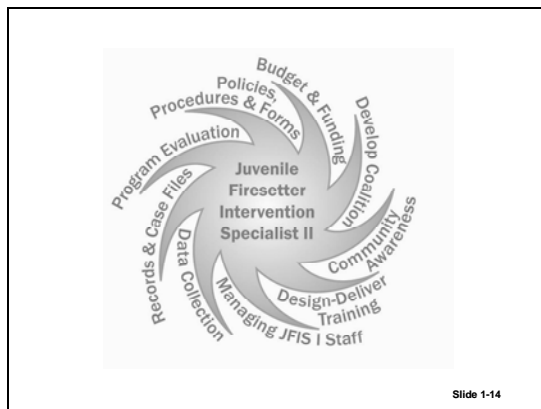 Juvenile
Firesetter
Intervention
Specialist II
Budget & Funding
Develop Coalition
Community
Awareness
Design-Deliver
Training
Managing JFIS I Staff
Data Collection
Records & Case Files
Program Evaluation
Policies,
Procedures & Forms
Slide 1-14